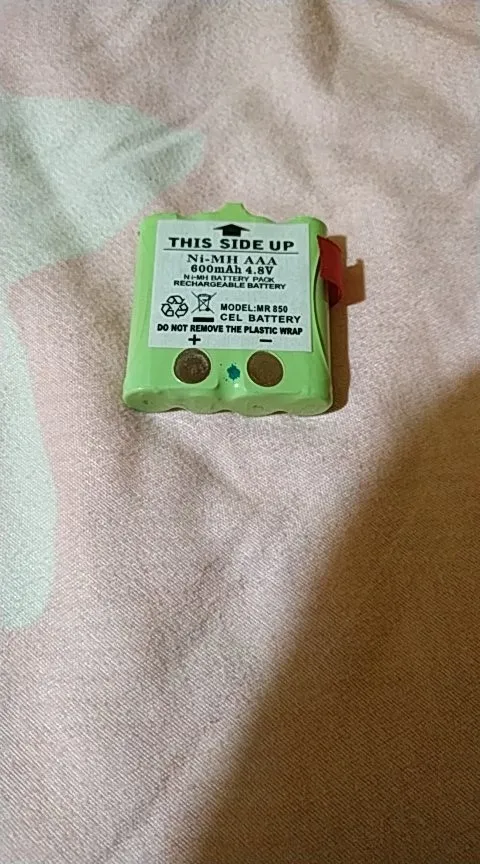 THIS SIDE UP
Ni-MH AAA
600mAh 4.8V
Ni-MH BATTERY PACK
RECHARGEABLE BATTERY
MODEL:MR 850
CEL BATTERY
DO NOT REMOVE THE PLASTIC WRAP
+ −